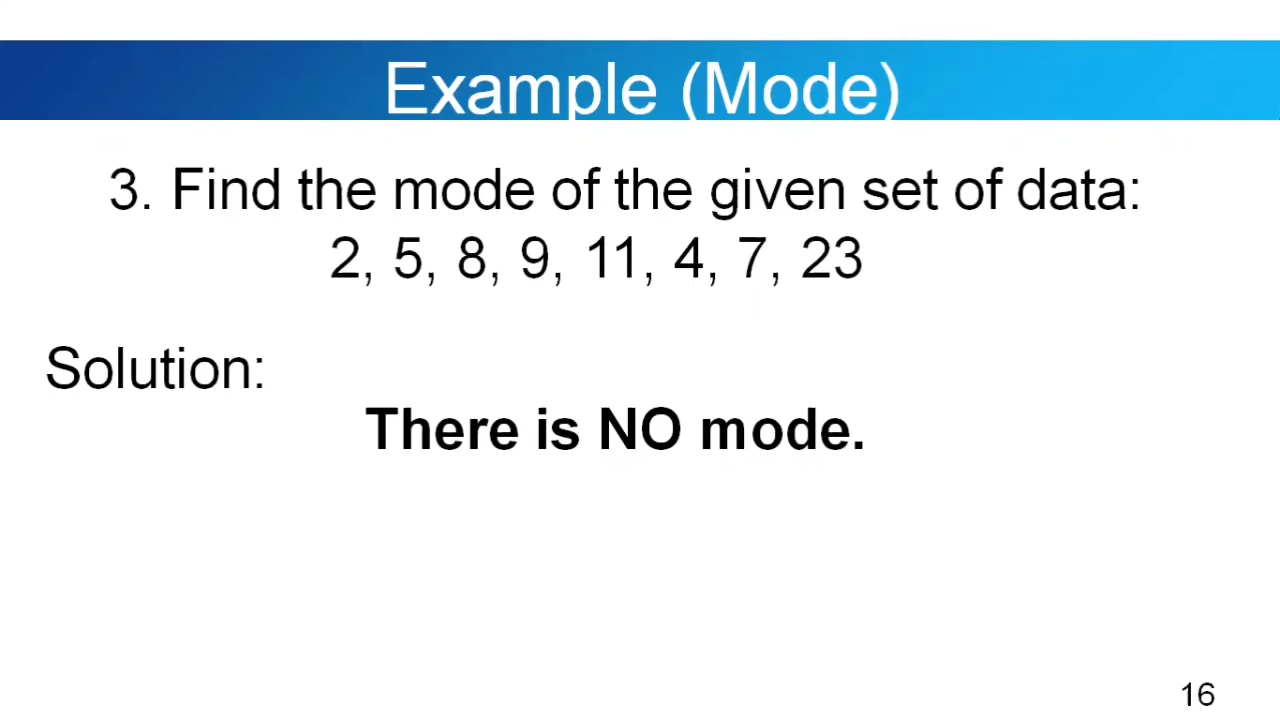 Example (Mode)
3. Find the mode of the given set of data:
2, 5, 8, 9, 11, 4, 7, 23
Solution:
There is NO mode.
16